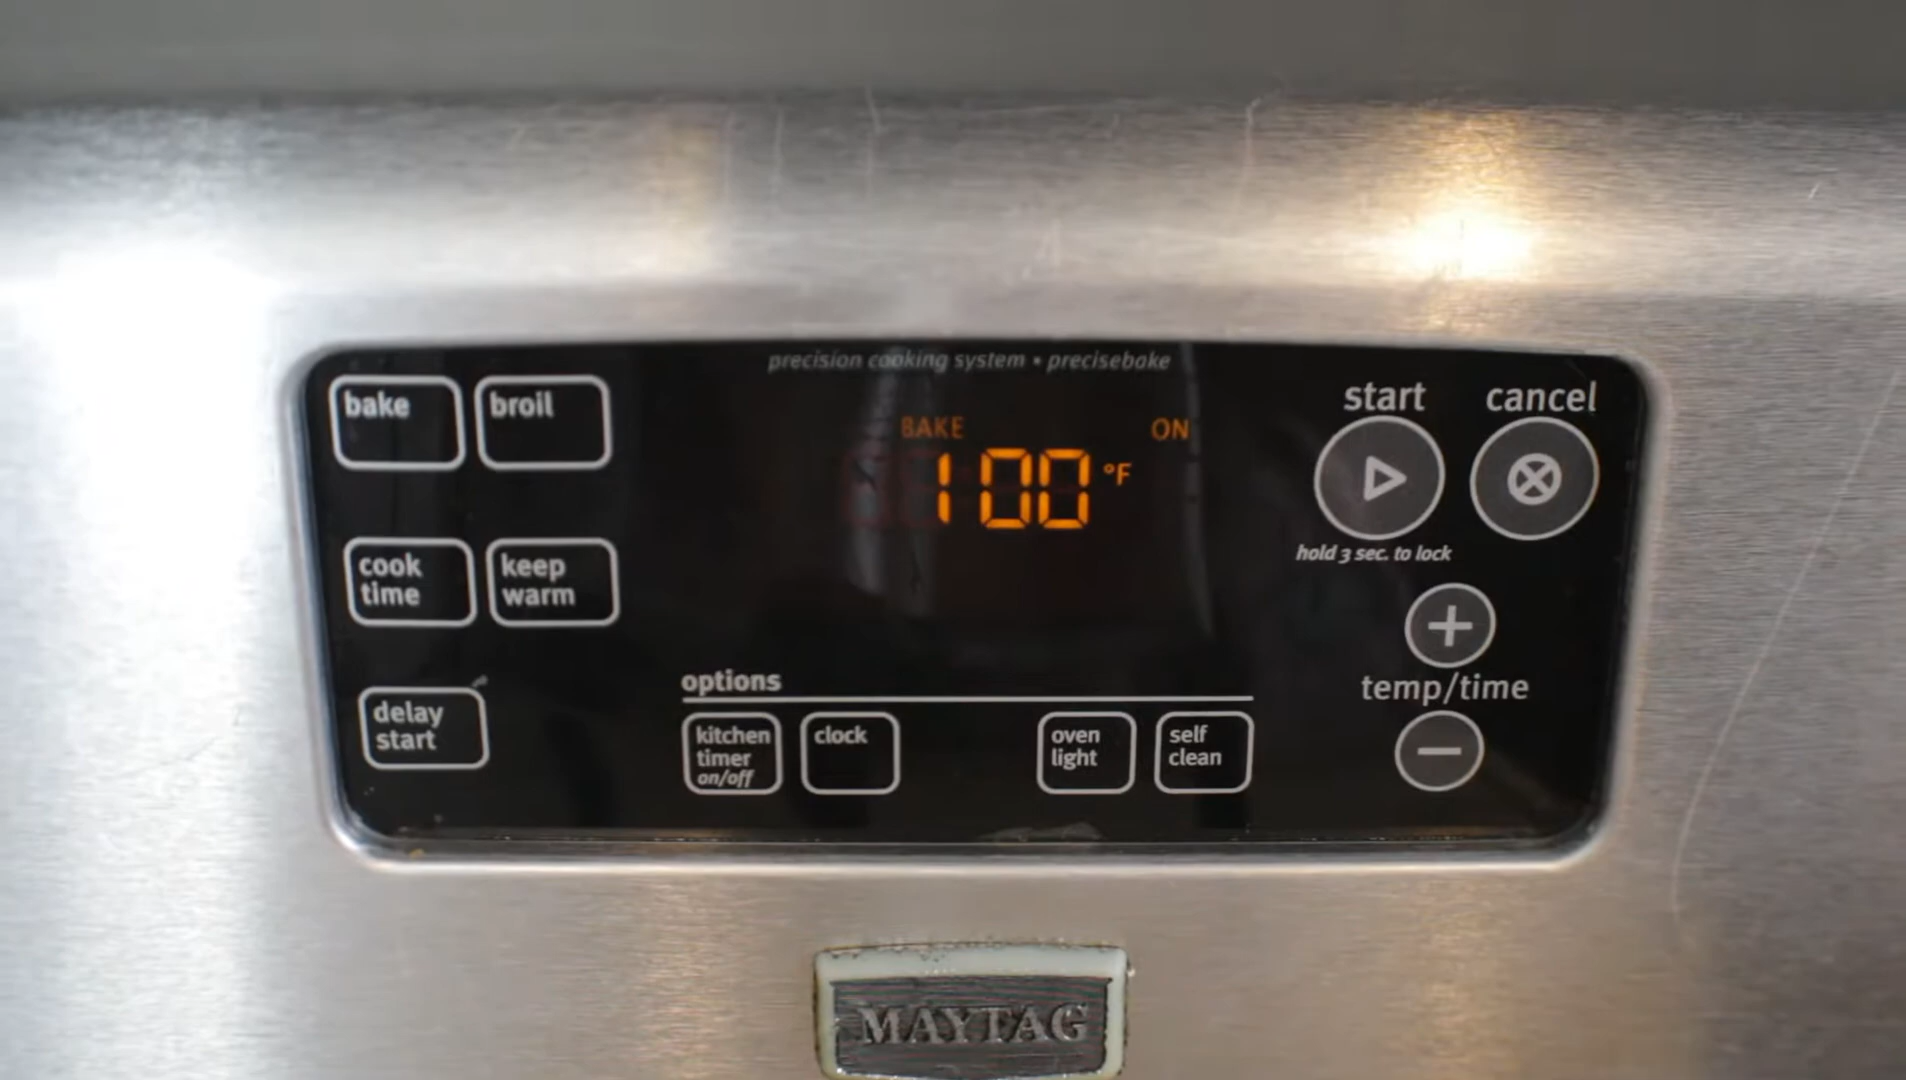 precision cooking system • precisebake
bake
broil
BAKE
ON
100 °F
start
cancel
hold 3 sec. to lock
cook
time
keep
warm
temp/time
delay
start
options
kitchen
timer
on/off
clock
oven
light
self
clean
MAYTAG